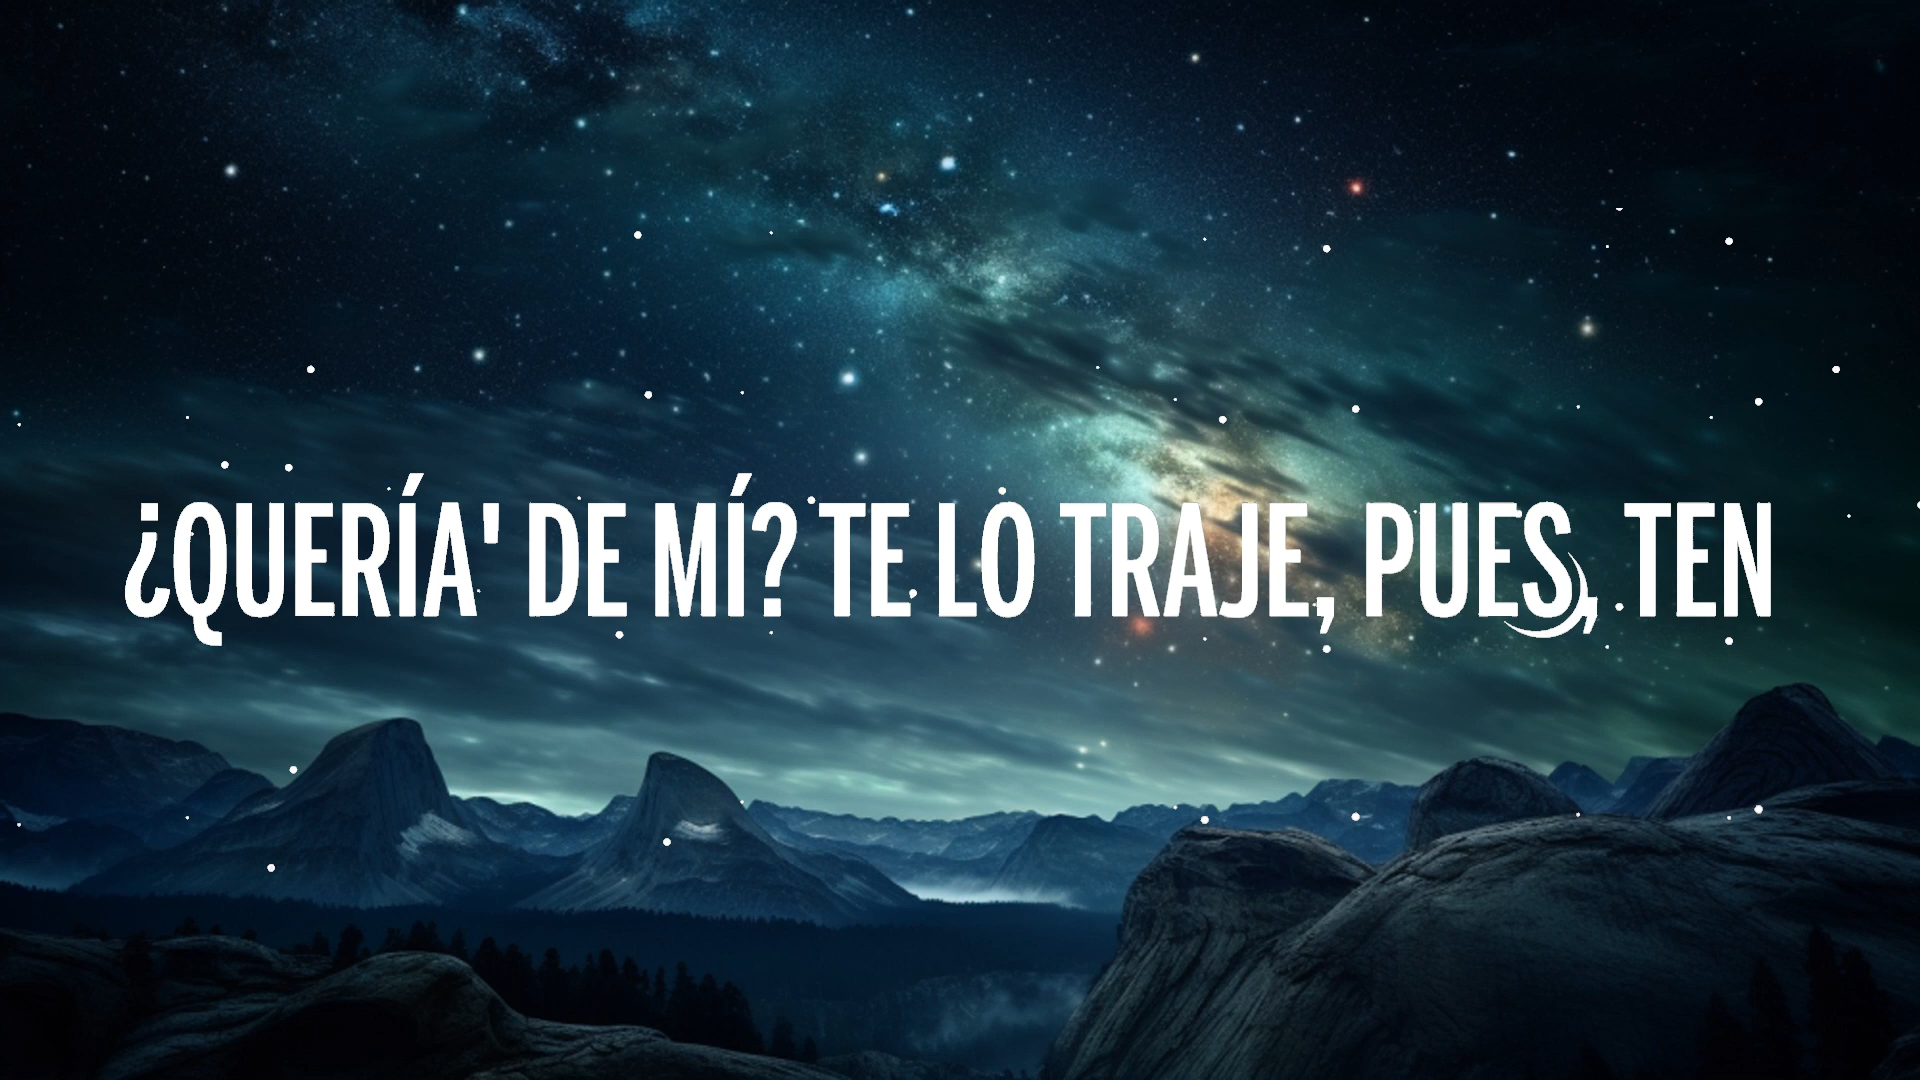 ¿QUERÍA' DE MÍ? TE LO TRAJE, PUES, TEN